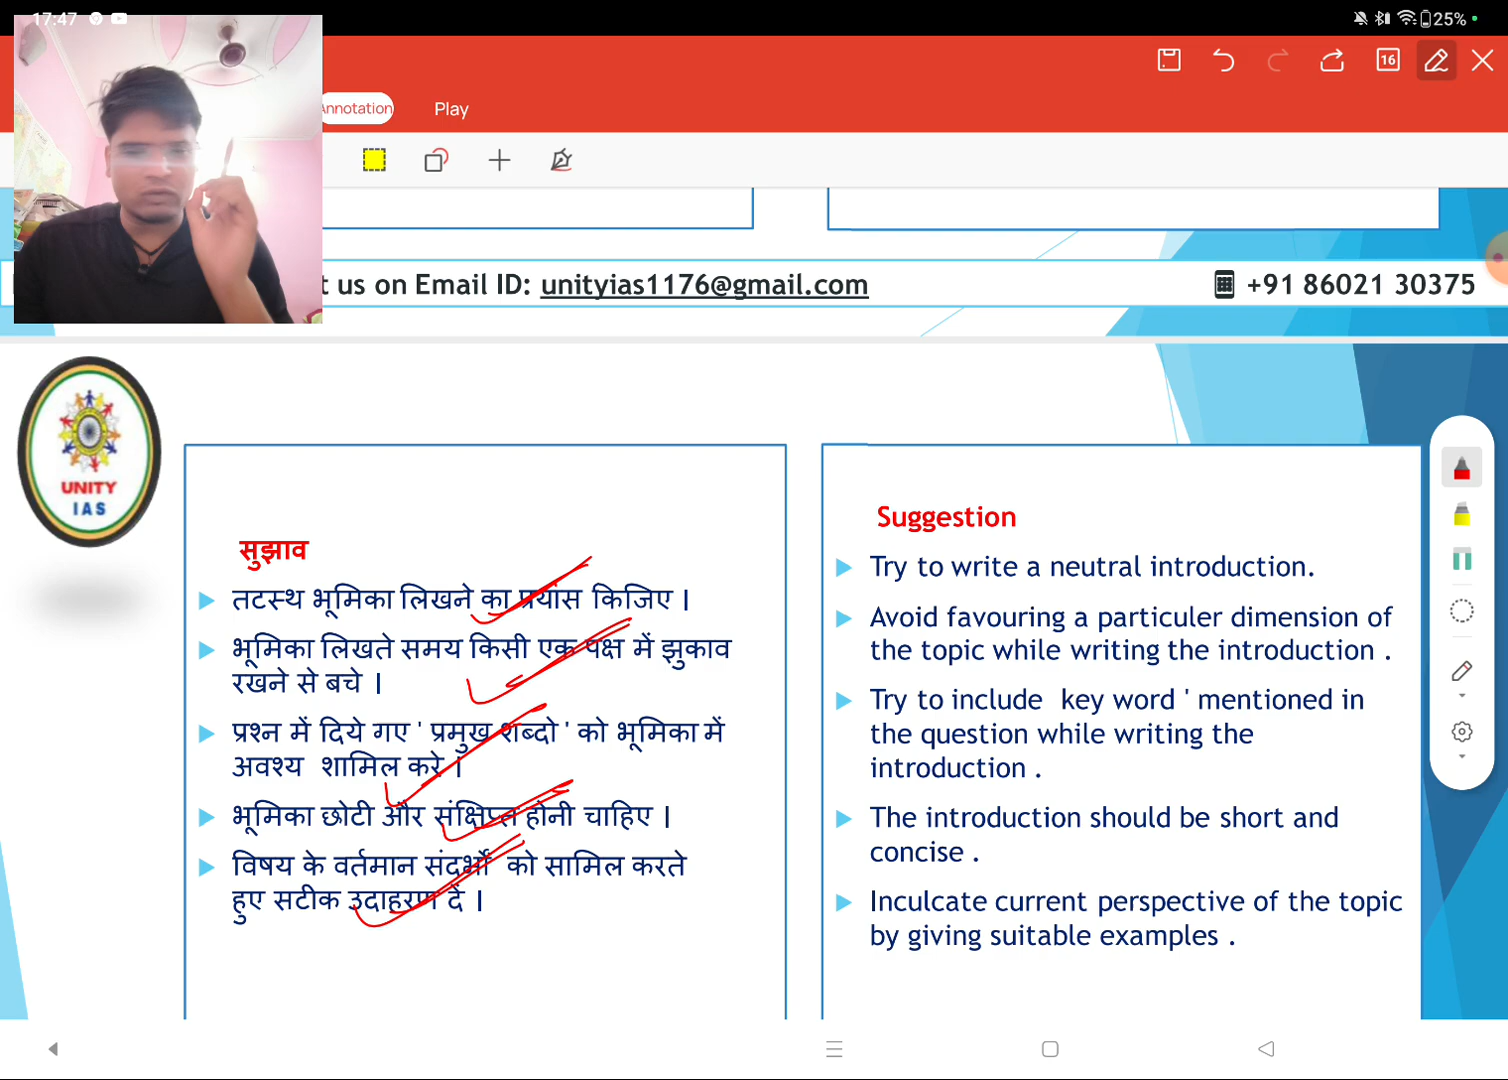 17:47
25%
16
Annotation
Play
t us on Email ID: unityias1176@gmail.com
+91 86021 30375
UNITY
IAS
सुझाव
तटस्थ भूमिका लिखने का प्रयास किजिए ।
भूमिका लिखते समय किसी एक पक्ष में झुकाव
रखने से बचे ।
प्रश्न में दिये गए ' प्रमुख शब्दो ' को भूमिका में
अवश्य शामिल करे ।
भूमिका छोटी और संक्षिप्त होनी चाहिए ।
विषय के वर्तमान संदर्भो को सामिल करते
हुए सटीक उदाहरण दें ।
Suggestion
Try to write a neutral introduction.
Avoid favouring a particuler dimension of
the topic while writing the introduction .
Try to include key word ' mentioned in
the question while writing the
introduction .
The introduction should be short and
concise .
Inculcate current perspective of the topic
by giving suitable examples .